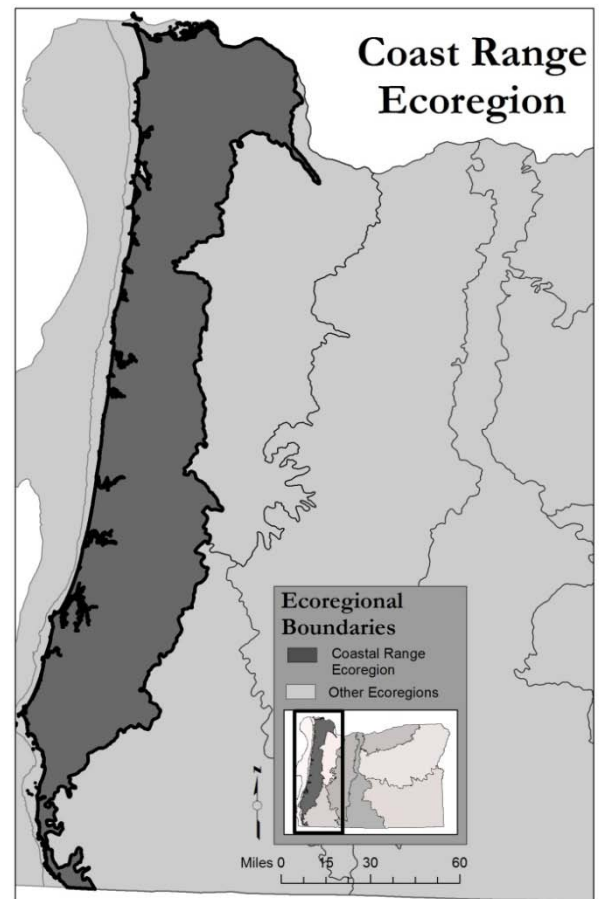 Coast Range
Ecoregion
Ecoregional
Boundaries
Coastal Range
Ecoregion
Other Ecoregions
N
Miles 0 15 30 60